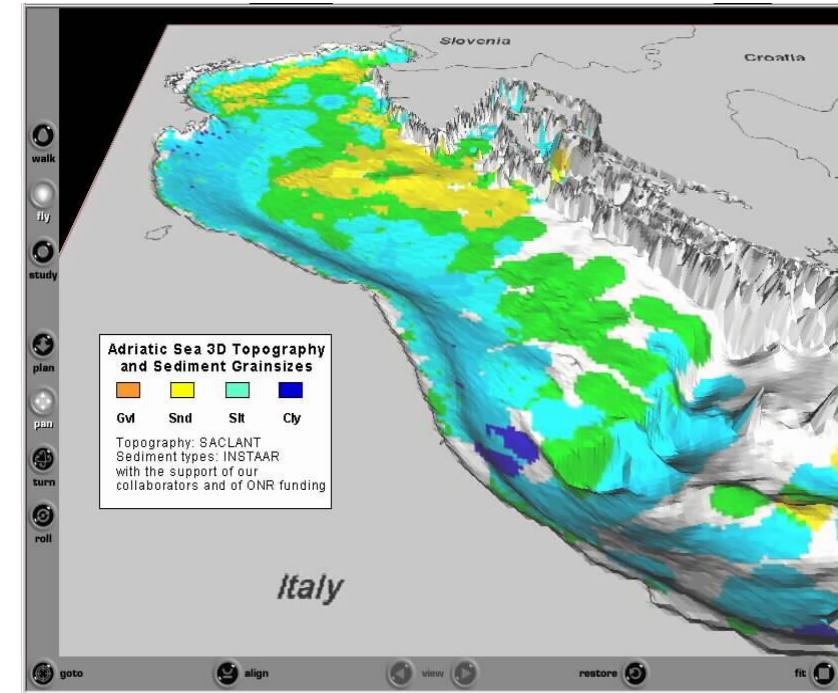 Slovenia
Croatia
walk
fly
study
plan
pan
turn
roll
Adriatic Sea 3D Topography
and Sediment Grainsizes
Gvl Snd Slt Cly
Topography: SACLANT
Sediment types: INSTAAR
with the support of our
collaborators and of ONR funding
Italy
goto align view restore fit